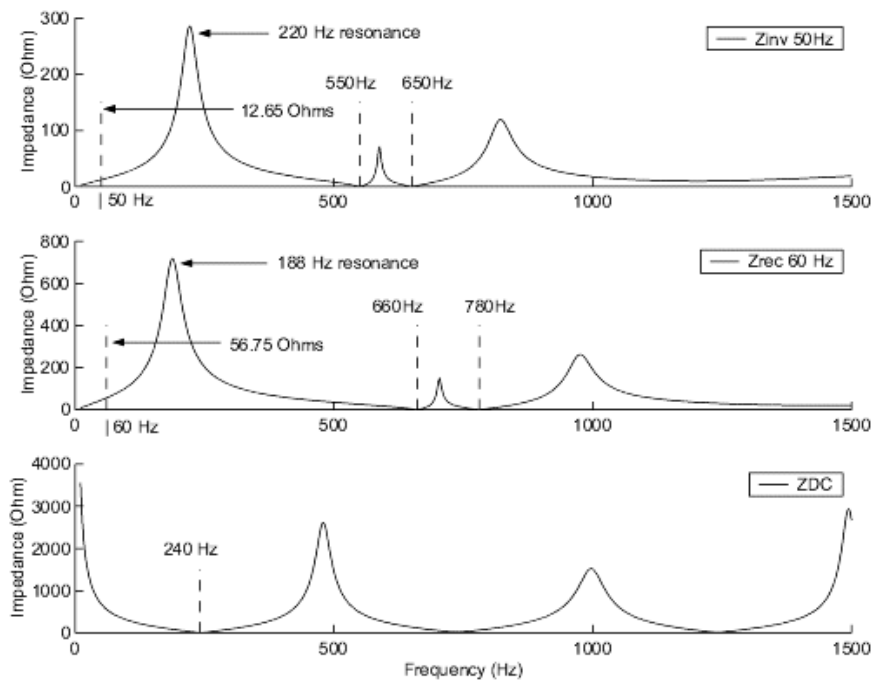 300
220 Hz resonance
Zinv 50Hz
200
550Hz
650Hz
12.65 Ohms
100
0
0
| 50 Hz
500
1000
1500
Impedance (Ohm)
800
188 Hz resonance
Zrec 60 Hz
600
660Hz
780Hz
400
56.75 Ohms
200
0
0
| 60 Hz
500
1000
1500
Impedance (Ohm)
4000
ZDC
3000
240 Hz
2000
1000
0
0
500
1000
1500
Impedance (Ohm)
Frequency (Hz)